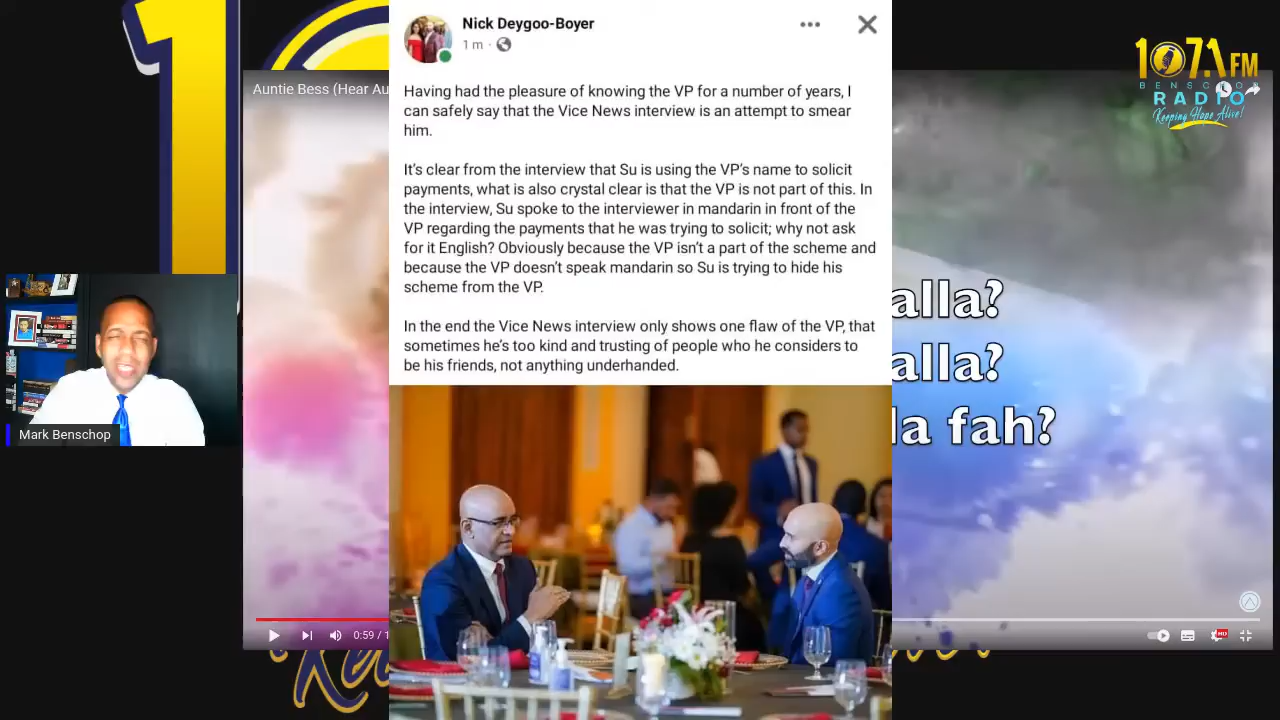 Nick Deygoo-Boyer
1 m
Having had the pleasure of knowing the VP for a number of years, I
can safely say that the Vice News interview is an attempt to smear
him.
It's clear from the interview that Su is using the VP's name to solicit
payments, what is also crystal clear is that the VP is not part of this. In
the interview, Su spoke to the interviewer in mandarin in front of the
VP regarding the payments that he was trying to solicit; why not ask
for it English? Obviously because the VP isn't a part of the scheme and
because the VP doesn't speak mandarin so Su is trying to hide his
scheme from the VP.
In the end the Vice News interview only shows one flaw of the VP, that
sometimes he's too kind and trusting of people who he considers to
be his friends, not anything underhanded.
Auntie Bess (Hear Au
107.1 FM
BENSCHOP
RADIO
Keeping Hope Alive!
alla?
alla?
la fah?
Mark Benschop
0:59 / 1
HD